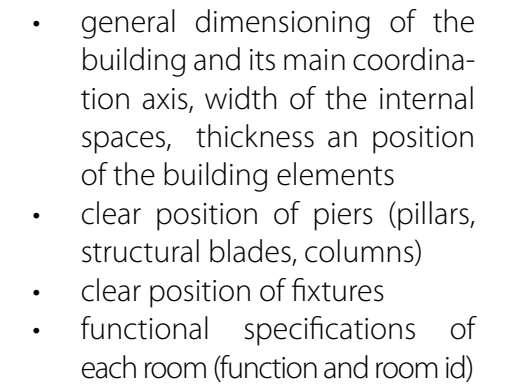 • general dimensioning of the
building and its main coordina-
tion axis, width of the internal
spaces, thickness an position
of the building elements
• clear position of piers (pillars,
structural blades, columns)
• clear position of fixtures
• functional specifications of
each room (function and room id)